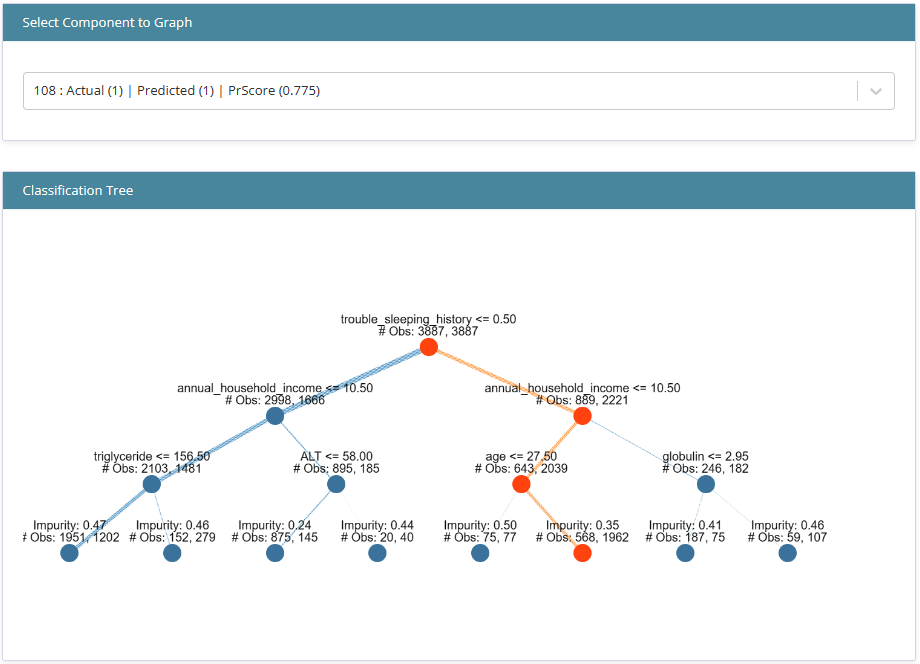 Select Component to Graph
108 : Actual (1) | Predicted (1) | PrScore (0.775)
Classification Tree
trouble_sleeping_history <= 0.50
# Obs: 3887, 3887
annual_household_income <= 10.50
# Obs: 2998, 1666
annual_household_income <= 10.50
# Obs: 889, 2221
triglyceride <= 156.50
# Obs: 2103, 1481
ALT <= 58.00
# Obs: 895, 185
age <= 27.50
# Obs: 643, 2039
globulin <= 2.95
# Obs: 246, 182
Impurity: 0.47
# Obs: 1951, 1202
Impurity: 0.46
# Obs: 152, 279
Impurity: 0.24
# Obs: 875, 145
Impurity: 0.44
# Obs: 20, 40
Impurity: 0.50
# Obs: 75, 77
Impurity: 0.35
# Obs: 568, 1962
Impurity: 0.41
# Obs: 187, 75
Impurity: 0.46
# Obs: 59, 107